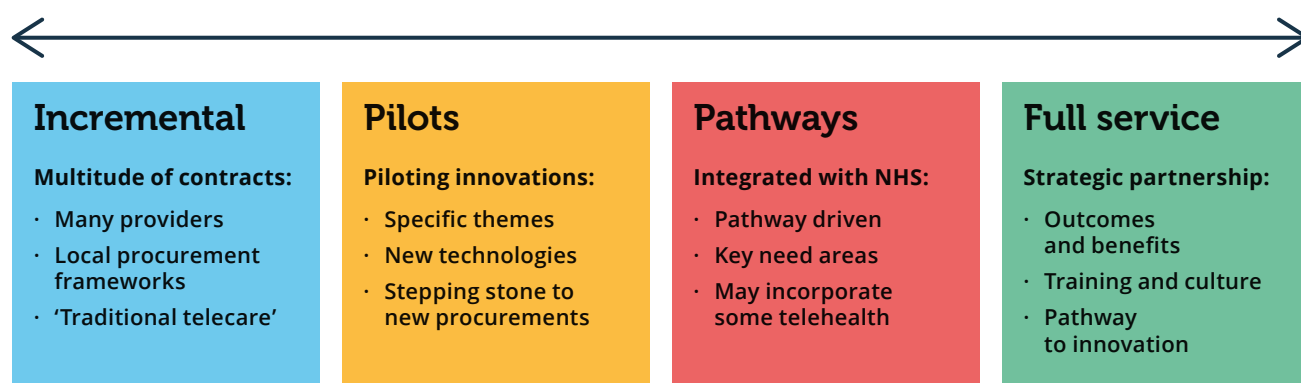 Incremental
Multitude of contracts:
· Many providers
· Local procurement
frameworks
· ‘Traditional telecare’
Pilots
Piloting innovations:
· Specific themes
· New technologies
· Stepping stone to
new procurements
Pathways
Integrated with NHS:
· Pathway driven
· Key need areas
· May incorporate
some telehealth
Full service
Strategic partnership:
· Outcomes
and benefits
· Training and culture
· Pathway
to innovation